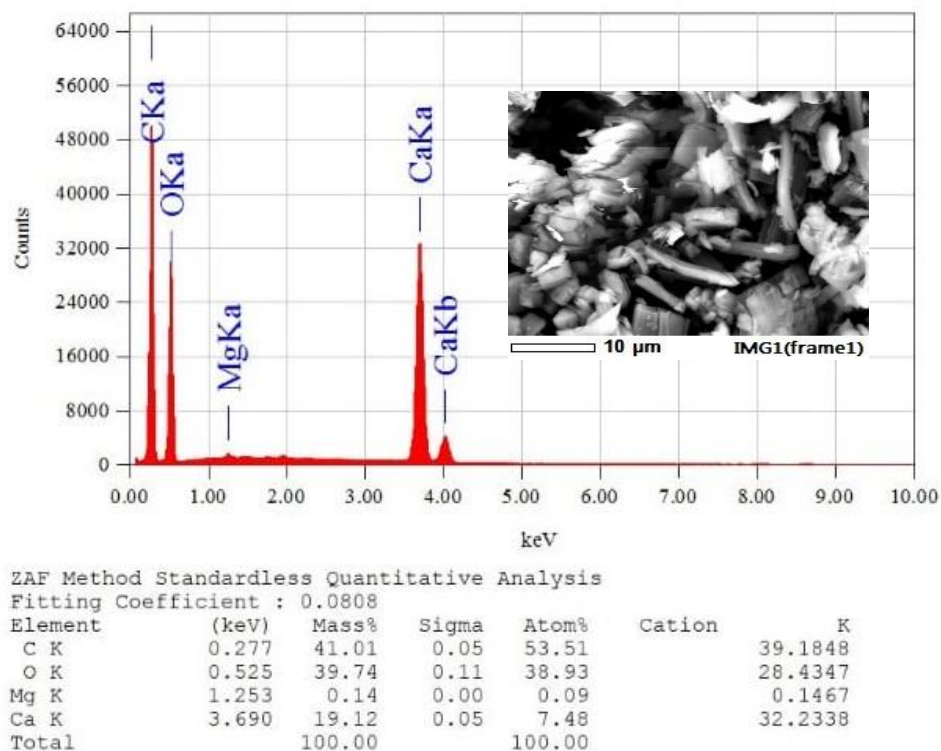 64000
56000
48000
40000
32000
24000
16000
8000
0
Counts
CKa
OKa
MgKa
CaKa
CaKb
10 µm IMG1(frame1)
0.00 1.00 2.00 3.00 4.00 5.00 6.00 7.00 8.00 9.00 10.00
keV
ZAF Method Standardless Quantitative Analysis
Fitting Coefficient : 0.0808
Element (keV) Mass% Sigma Atom% Cation K
C K 0.277 41.01 0.05 53.51 39.1848
O K 0.525 39.74 0.11 38.93 28.4347
Mg K 1.253 0.14 0.00 0.09 0.1467
Ca K 3.690 19.12 0.05 7.48 32.2338
Total 100.00 100.00